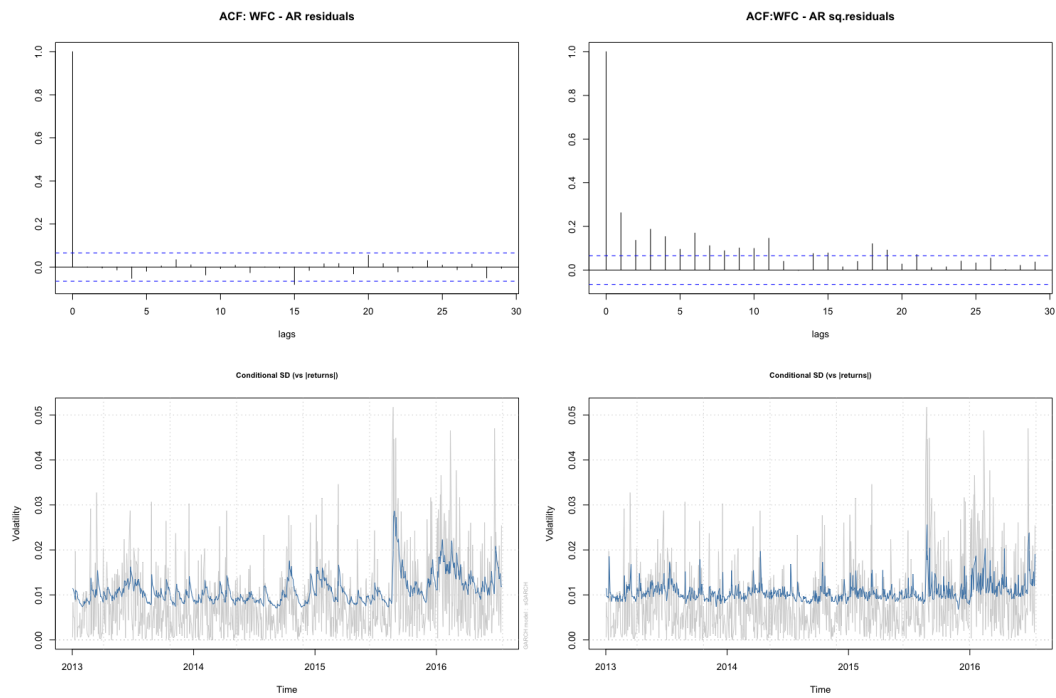 ACF: WFC - AR residuals
1.0
0.8
0.6
0.4
0.2
0.0
0 5 10 15 20 25 30
lags
ACF:WFC - AR sq.residuals
1.0
0.8
0.6
0.4
0.2
0.0
0 5 10 15 20 25 30
lags
Conditional SD (vs |returns|)
Volatility
0.05
0.04
0.03
0.02
0.01
0.00
2013 2014 2015 2016
Time
GARCH model : eGARCH
Conditional SD (vs |returns|)
Volatility
0.05
0.04
0.03
0.02
0.01
0.00
2013 2014 2015 2016
Time